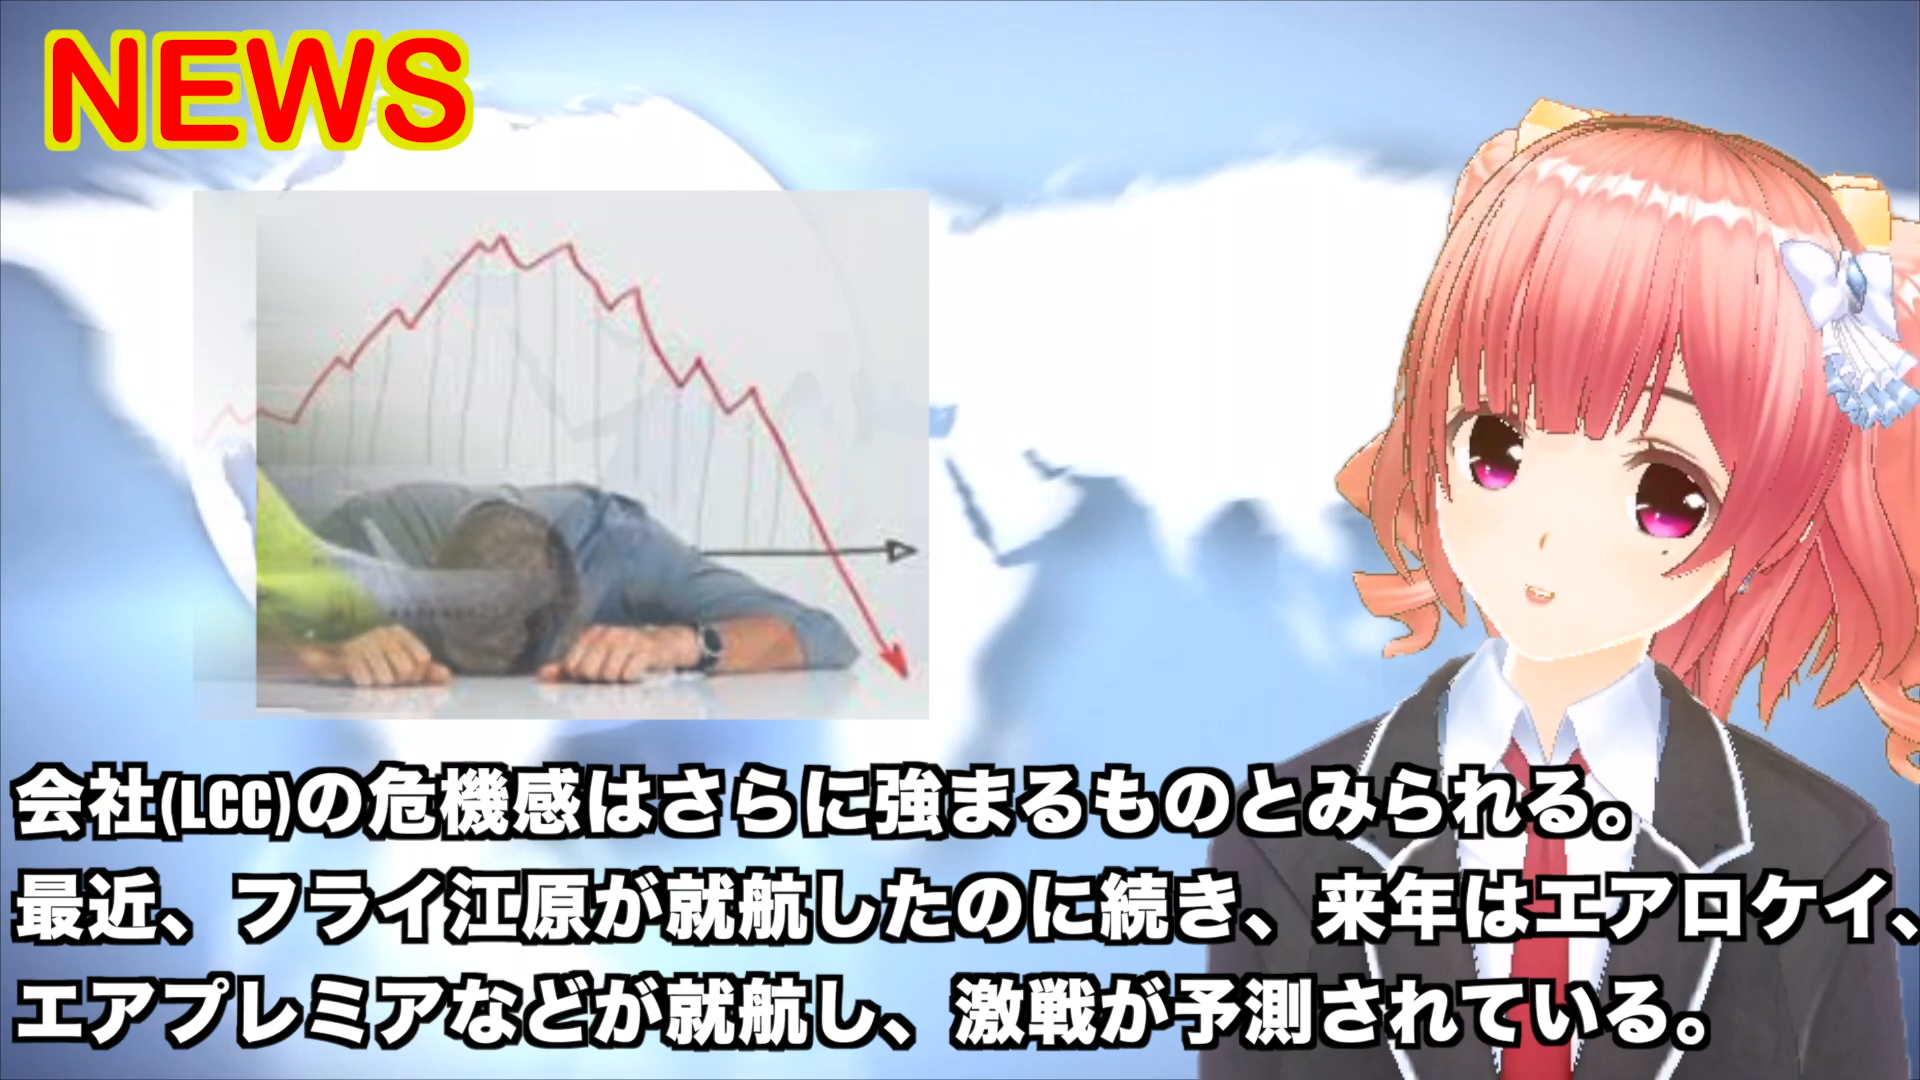 NEWS
会社(LCC)の危機感はさらに強まるものとみられる。
最近、フライ江原が就航したのに続き、来年はエアロケイ、
エアプレミアなどが就航し、激戦が予測されている。